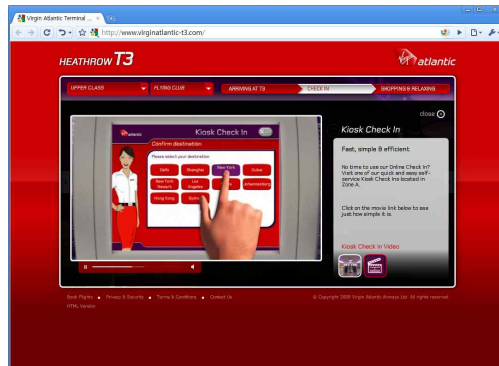 Virgin Atlantic Terminal ...
http://www.virginatlantic-t3.com/
HEATHROW T3
atlantic
UPPER CLASS
FLYING CLUB
ARRIVING AT T3
CHECK IN
SHOPPING & RELAXING
close
atlantic
Kiosk Check In
Confirm destination
Please select your destination
Delhi
Shanghai
New York
Dubai
New York Newark
Los Angeles
Johannesburg
Hong Kong
Kiosk Check In
Fast, simple & efficient
No time to use our Online Check In?
Visit one of our quick and easy self-
service Kiosk Check Ins located in
Zone A.
Click on the movie link below to see
just how simple it is.
Kiosk Check In Video
Book Flights
Privacy & Security
Terms & Conditions
Contact Us
© Copyright 2009 Virgin Atlantic Airways Ltd. All rights reserved.
HTML Version